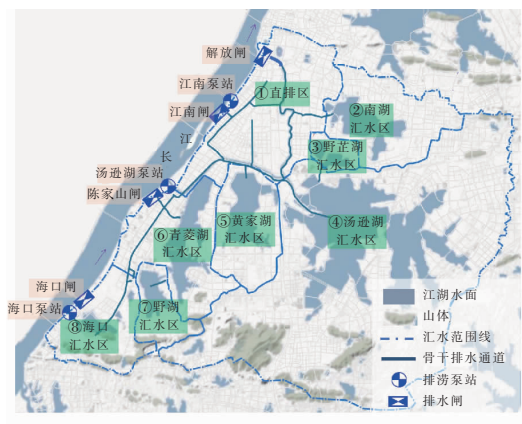 解放闸
江南泵站
①直排区
江南闸
②南湖
汇水区
江
长
③野芷湖
汇水区
汤逊湖泵站
陈家山闸
⑤黄家湖
汇水区
④汤逊湖
汇水区
⑥青菱湖
汇水区
海口闸
海口泵站
⑦野湖
汇水区
⑧海口
汇水区
江湖水面
山体
汇水范围线
骨干排水通道
排涝泵站
排水闸